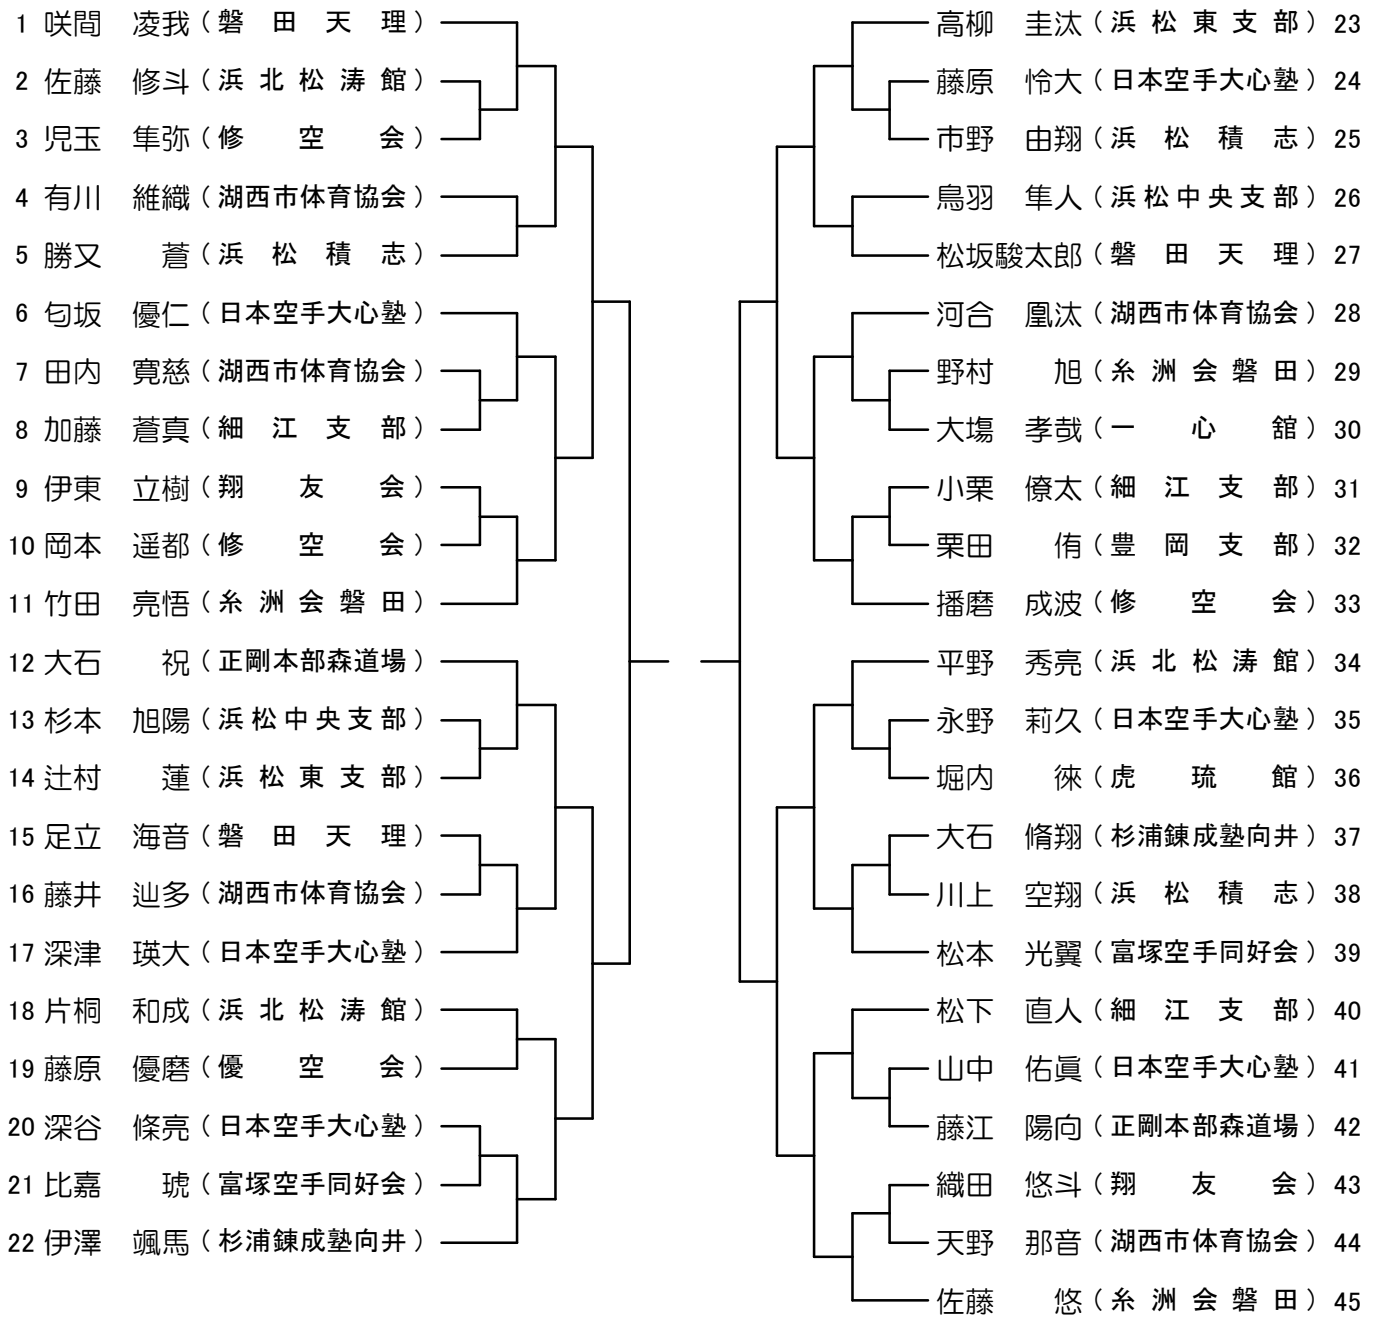 1 咲間 凌我 (磐田天理)
2 佐藤 修斗 (浜北松涛館)
3 児玉 隼弥 (修空会)
4 有川 維織 (湖西市体育協会)
5 勝又 蒼 (浜松積志)
6 匂坂 優仁 (日本空手大心塾)
7 田内 寛慈 (湖西市体育協会)
8 加藤 蒼真 (細江支部)
9 伊東 立樹 (翔友会)
10 岡本 遥都 (修空会)
11 竹田 亮悟 (糸洲会磐田)
12 大石 祝 (正剛本部森道場)
13 杉本 旭陽 (浜松中央支部)
14 辻村 蓮 (浜松東支部)
15 足立 海音 (磐田天理)
16 藤井 辿多 (湖西市体育協会)
17 深津 瑛大 (日本空手大心塾)
18 片桐 和成 (浜北松涛館)
19 藤原 優磨 (優空会)
20 深谷 條亮 (日本空手大心塾)
21 比嘉 琥 (富塚空手同好会)
22 伊澤 颯馬 (杉浦錬成塾向井)
高柳 圭汰 (浜松東支部) 23
藤原 怜大 (日本空手大心塾) 24
市野 由翔 (浜松積志) 25
鳥羽 隼人 (浜松中央支部) 26
松坂駿太郎 (磐田天理) 27
河合 凰汰 (湖西市体育協会) 28
野村 旭 (糸洲会磐田) 29
大塲 孝哉 (一心舘) 30
小栗 僚太 (細江支部) 31
栗田 侑 (豊岡支部) 32
播磨 成波 (修空会) 33
平野 秀亮 (浜北松涛館) 34
永野 莉久 (日本空手大心塾) 35
堀内 徠 (虎琉館) 36
大石 脩翔 (杉浦錬成塾向井) 37
川上 空翔 (浜松積志) 38
松本 光翼 (富塚空手同好会) 39
松下 直人 (細江支部) 40
山中 佑眞 (日本空手大心塾) 41
藤江 陽向 (正剛本部森道場) 42
織田 悠斗 (翔友会) 43
天野 那音 (湖西市体育協会) 44
佐藤 悠 (糸洲会磐田) 45